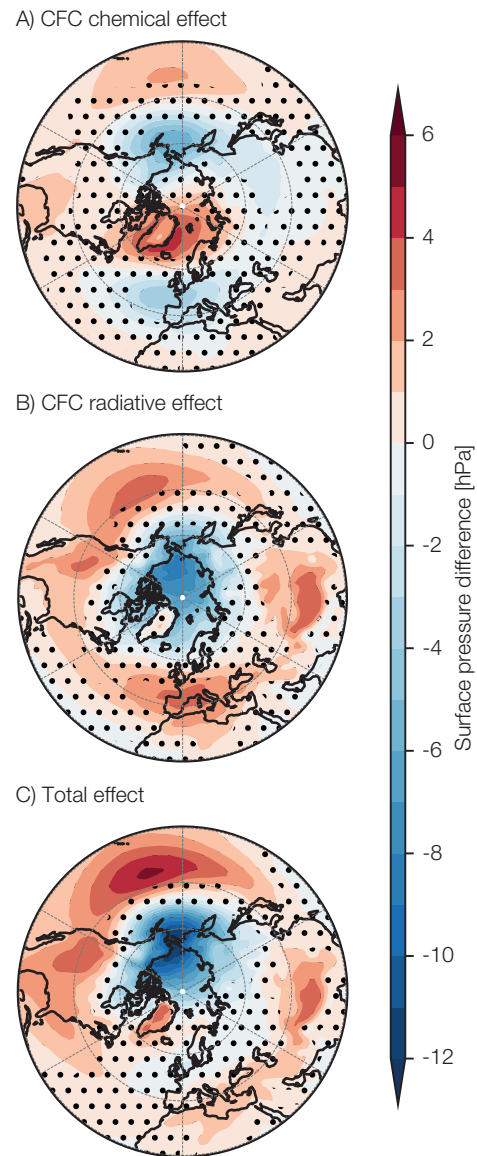 A) CFC chemical effect
B) CFC radiative effect
C) Total effect
6
4
2
0
-2
-4
-6
-8
-10
-12
Surface pressure difference [hPa]